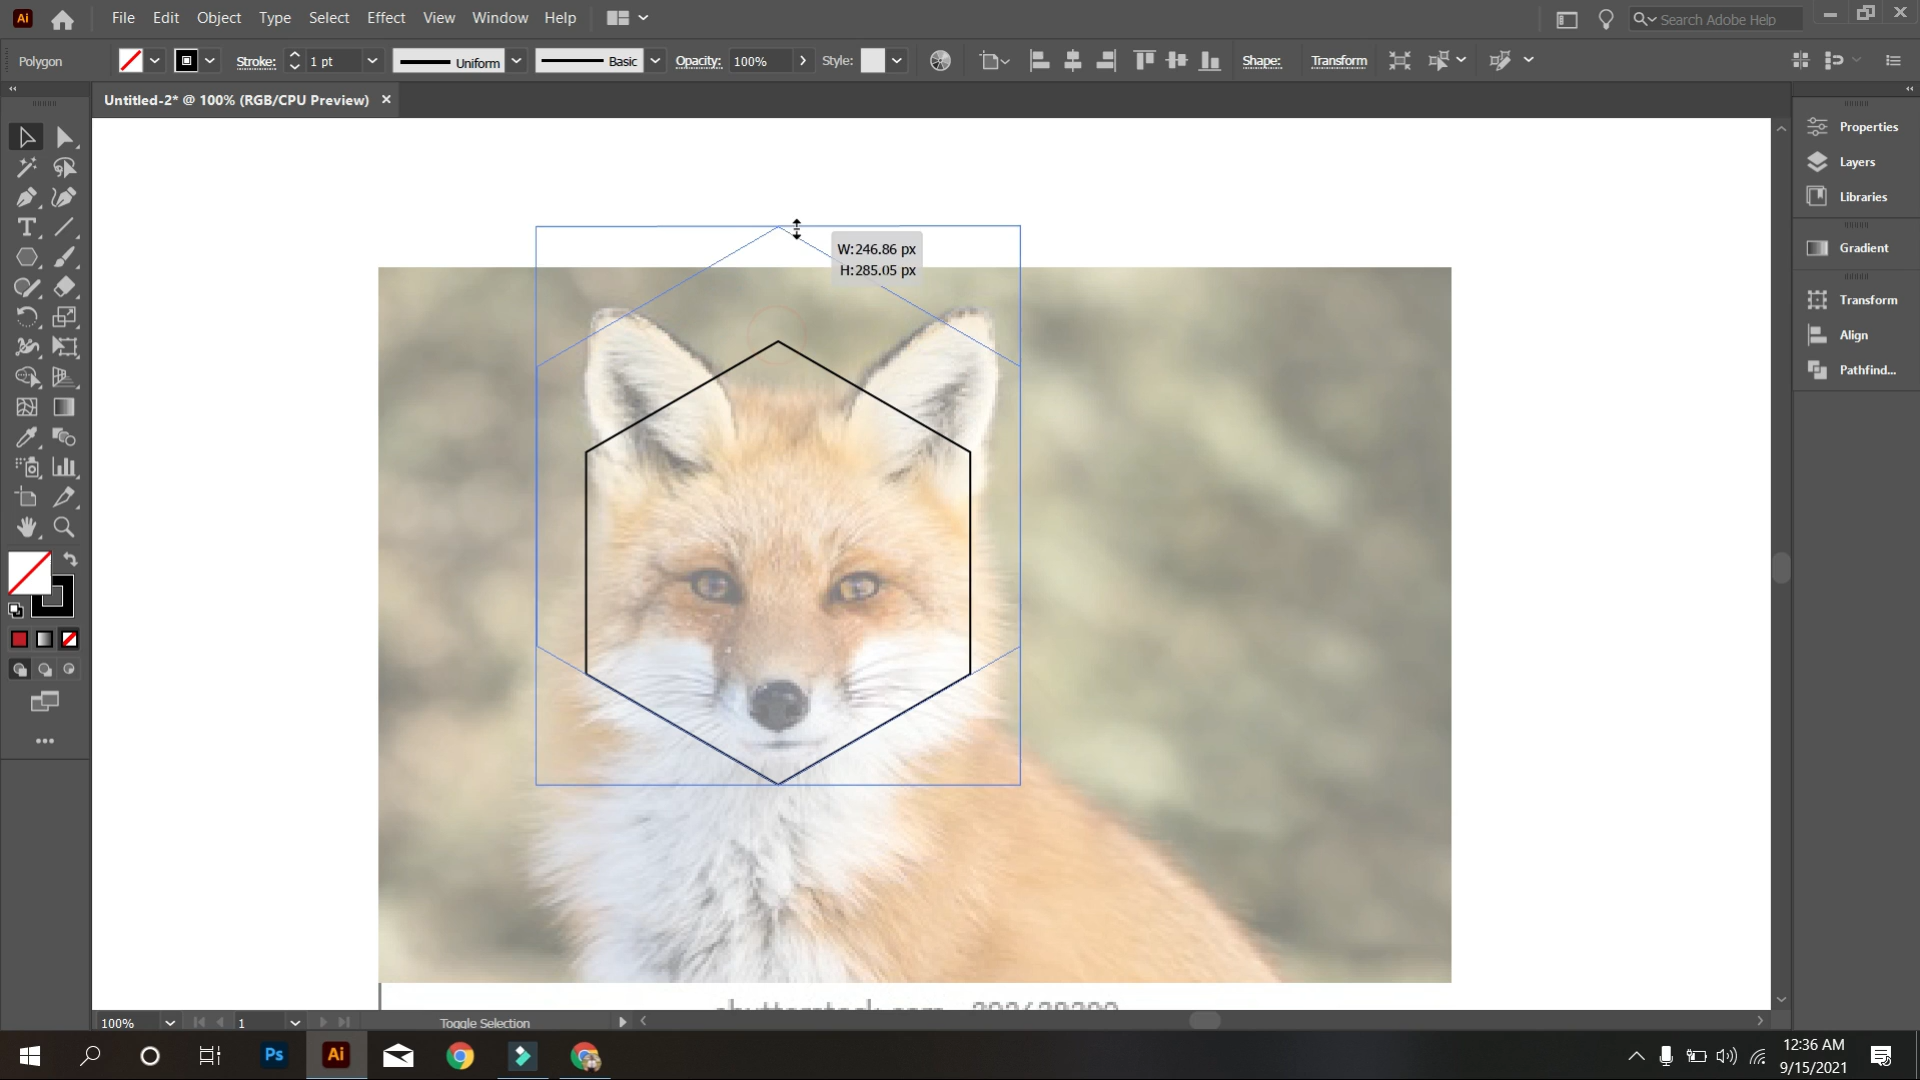 Ai File Edit Object Type Select Effect View Window Help Search Adobe Help
Polygon Stroke: 1 pt Uniform Basic Opacity: 100% Style: Shape: Transform
Untitled-2* @ 100% (RGB/CPU Preview) ×
Properties
Layers
Libraries
Gradient
Transform
Align
Pathfind...
W:246.86 px
H:285.05 px
100% 1 Toggle Selection
Ps Ai
12:36 AM
9/15/2021